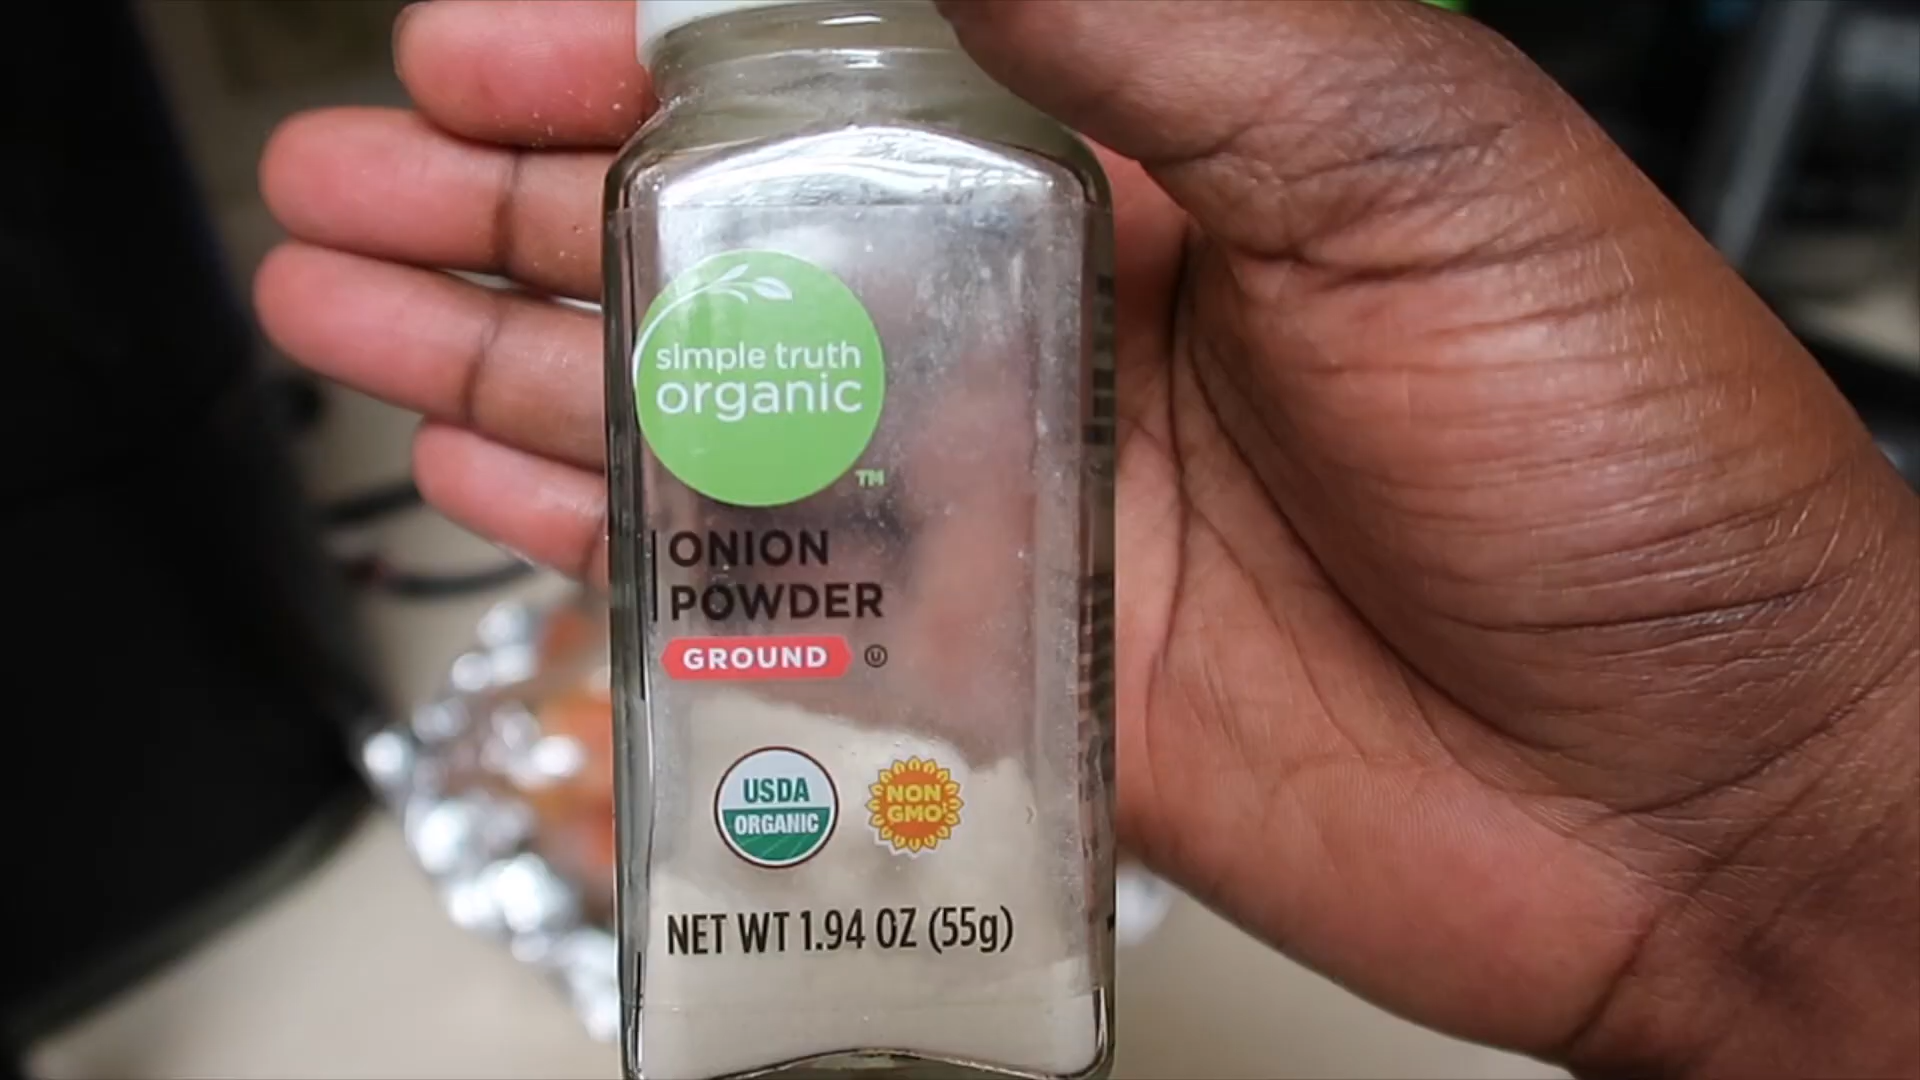 simple truth
organic
TM
ONION
POWDER
GROUND
U
USDA
ORGANIC
NON
GMO
NET WT 1.94 OZ (55g)